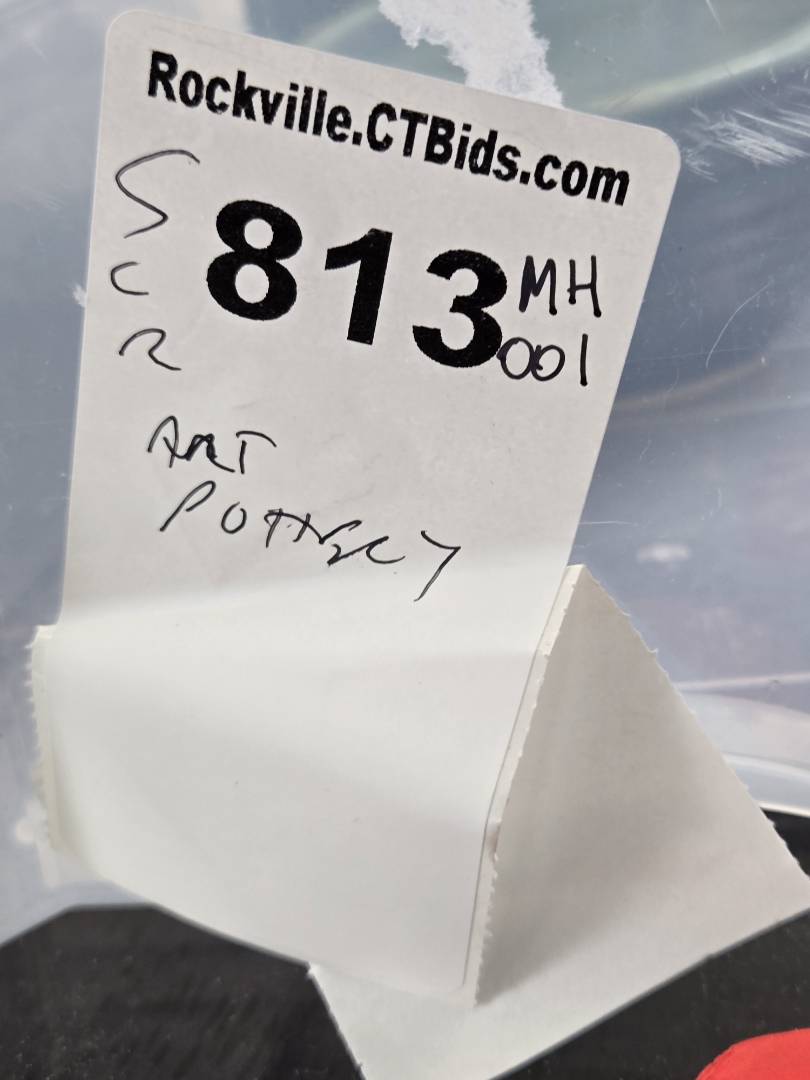 Rockville.CTBids.com
S
C
R
813
MH
001
ART
POTTERY